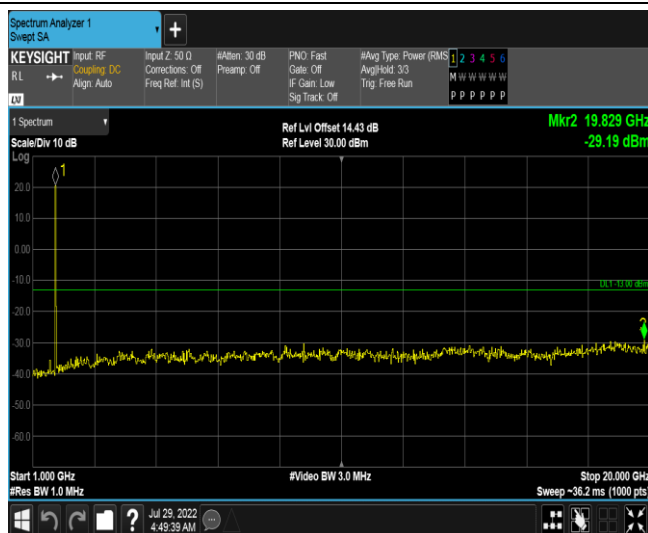 Spectrum Analyzer 1
Swept SA
+
KEYSIGHT
RL
LXI
Input: RF
Coupling: DC
Align: Auto
Input Z: 50 Ω
Corrections: Off
Freq Ref: Int (S)
#Atten: 30 dB
Preamp: Off
PNO: Fast
Gate: Off
IF Gain: Low
Sig Track: Off
#Avg Type: Power (RMS
Avg|Hold: 3/3
Trig: Free Run
1 2 3 4 5 6
M W W W W W
P P P P P P
1 Spectrum
Scale/Div 10 dB
Log
Ref Lvl Offset 14.43 dB
Ref Level 30.00 dBm
Mkr2 19.829 GHz
-29.19 dBm
1
20.0
10.0
0.00
-10.0
DL1 -13.00 dBm
-20.0
2
-30.0
-40.0
-50.0
-60.0
Start 1.000 GHz
#Video BW 3.0 MHz
Stop 20.000 GHz
#Res BW 1.0 MHz
Sweep ~36.2 ms (1000 pts)
?
Jul 29, 2022
4:49:39 AM